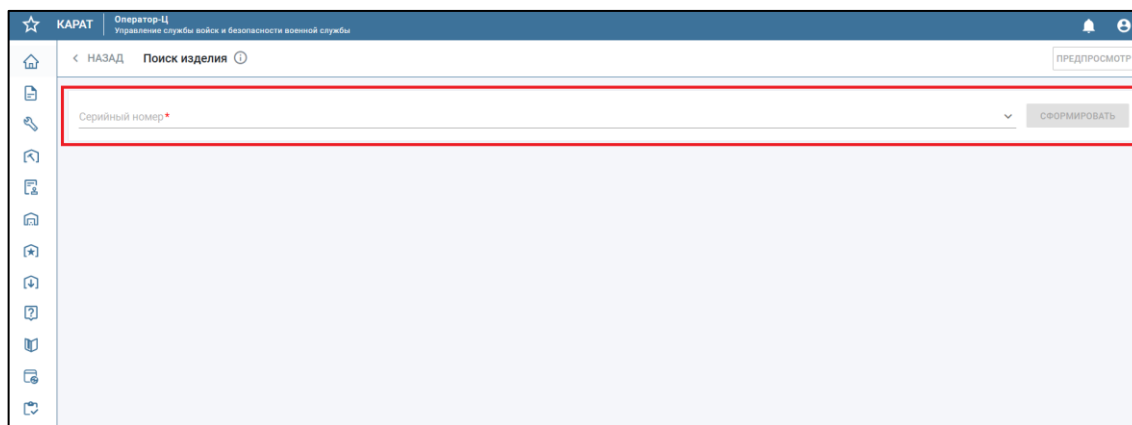 КАРАТ
Оператор-Ц
Управление службы войск и безопасности военной службы
НАЗАД Поиск изделия
ПРЕДПРОСМОТР
Серийный номер*
СФОРМИРОВАТЬ